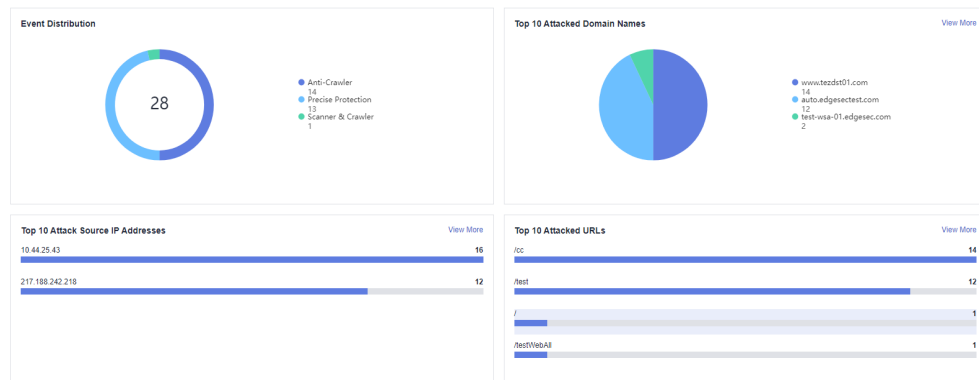 Event Distribution
28
Anti-Crawler
14
Precise Protection
13
Scanner & Crawler
1
Top 10 Attacked Domain Names
View More
www.tezdst01.com
14
auto.edgesectest.com
12
test-wsa-01.edgesec.com
2
Top 10 Attack Source IP Addresses
View More
10.44.25.43
16
217.188.242.218
12
Top 10 Attacked URLs
View More
/cc
14
/test
12
/
1
/testWebAll
1